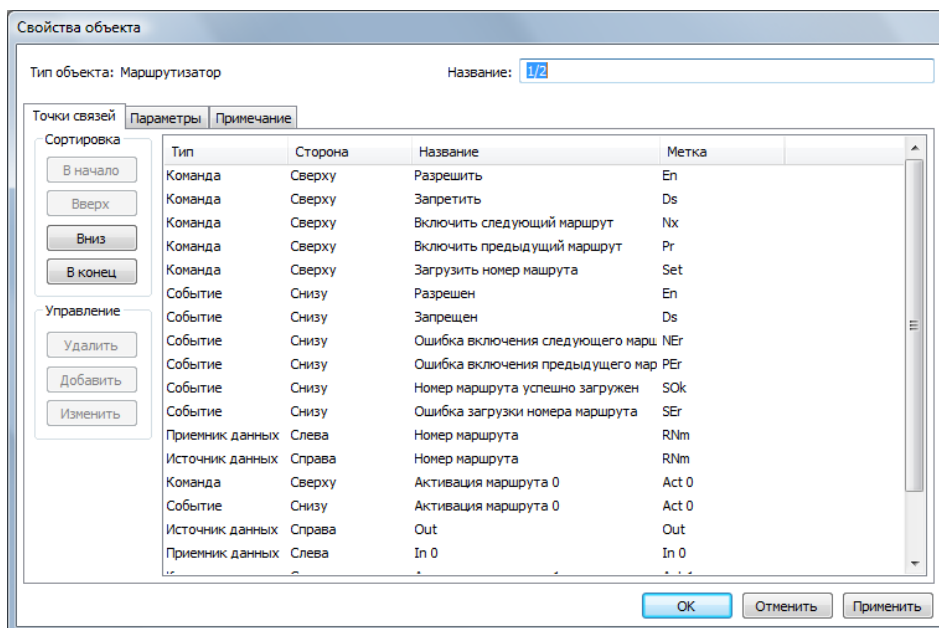 Свойства объекта
Тип объекта: Маршрутизатор Название: 1/2
Точки связей Параметры Примечание
Сортировка
В начало
Вверх
Вниз
В конец
Управление
Удалить
Добавить
Изменить
Тип Сторона Название Метка
Команда Сверху Разрешить En
Команда Сверху Запретить Ds
Команда Сверху Включить следующий маршрут Nx
Команда Сверху Включить предыдущий маршрут Pr
Команда Сверху Загрузить номер машрута Set
Событие Снизу Разрешен En
Событие Снизу Запрещен Ds
Событие Снизу Ошибка включения следующего марш NEr
Событие Снизу Ошибка включения предыдущего мар PEr
Событие Снизу Номер маршрута успешно загружен SOk
Событие Снизу Ошибка загрузки номера маршрута SEr
Приемник данных Слева Номер маршрута RNm
Источник данных Справа Номер маршрута RNm
Команда Сверху Активация маршрута 0 Act 0
Событие Снизу Активация маршрута 0 Act 0
Источник данных Справа Out Out
Приемник данных Слева In 0 In 0
OK Отменить Применить